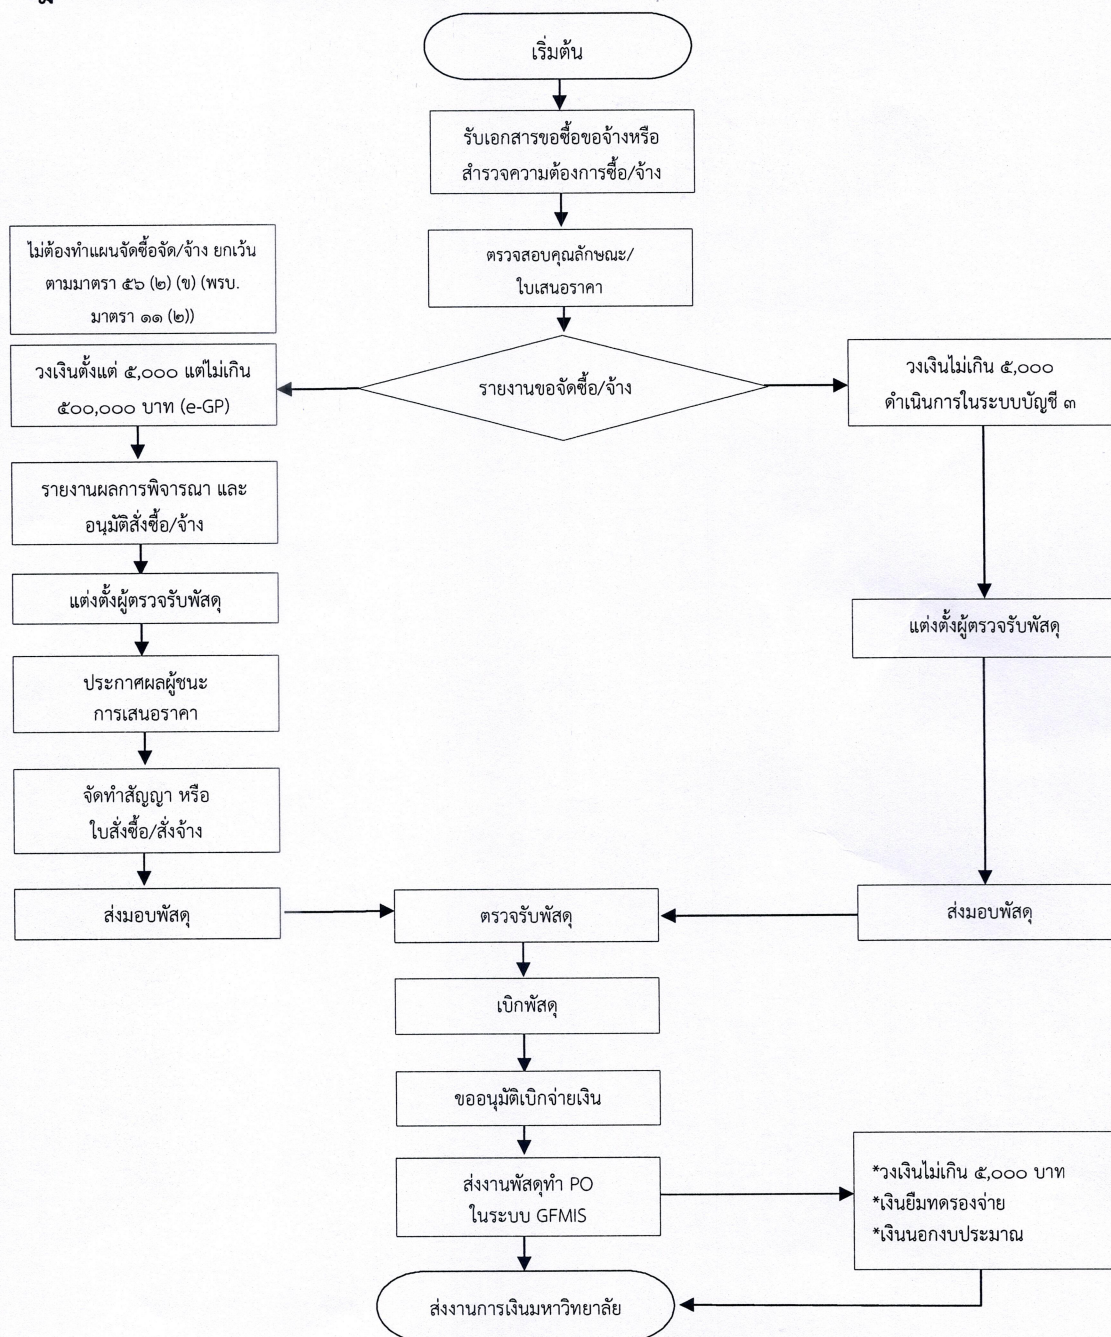 เริ่มต้น
รับเอกสารขอซื้อขอจ้างหรือ
สำรวจความต้องการซื้อ/จ้าง
ไม่ต้องทำแผนจัดซื้อจัด/จ้าง ยกเว้น
ตามมาตรา ๕๖ (๒) (ข) (พรบ.
มาตรา ๑๑ (๒))
ตรวจสอบคุณลักษณะ/
ใบเสนอราคา
วงเงินตั้งแต่ ๕,๐๐๐ แต่ไม่เกิน
๕๐๐,๐๐๐ บาท (e-GP)
รายงานขอจัดซื้อ/จ้าง
วงเงินไม่เกิน ๕,๐๐๐
ดำเนินการในระบบบัญชี ๓
รายงานผลการพิจารณา และ
อนุมัติสั่งซื้อ/จ้าง
แต่งตั้งผู้ตรวจรับพัสดุ
แต่งตั้งผู้ตรวจรับพัสดุ
ประกาศผลผู้ชนะ
การเสนอราคา
จัดทำสัญญา หรือ
ใบสั่งซื้อ/สั่งจ้าง
ส่งมอบพัสดุ
ตรวจรับพัสดุ
ส่งมอบพัสดุ
เบิกพัสดุ
ขออนุมัติเบิกจ่ายเงิน
ส่งงานพัสดุทำ PO
ในระบบ GFMIS
*วงเงินไม่เกิน ๕,๐๐๐ บาท
*เงินยืมทดรองจ่าย
*เงินนอกงบประมาณ
ส่งงานการเงินมหาวิทยาลัย